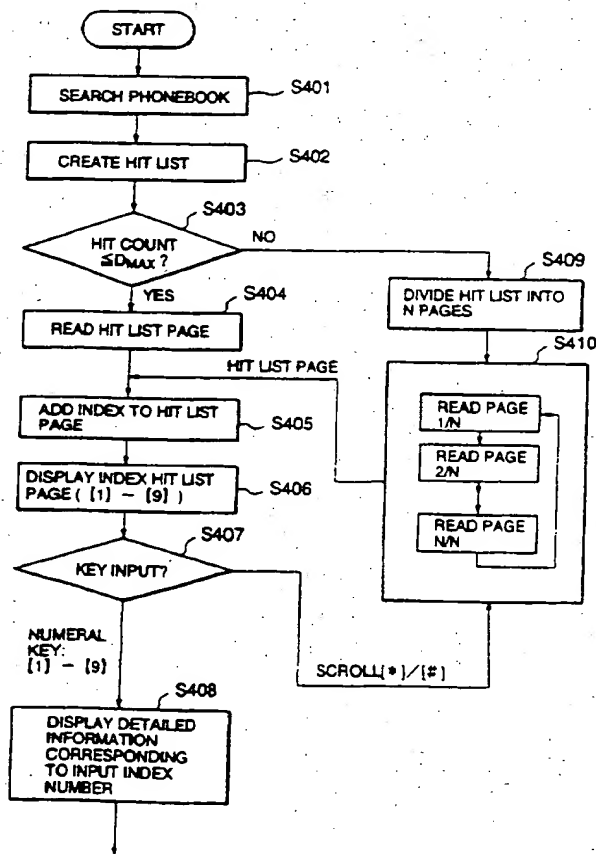 START
SEARCH PHONEBOOK
S401
CREATE HIT LIST
S402
S403
HIT COUNT
≤DMAX ?
NO
YES
S404
READ HIT LIST PAGE
S409
DIVIDE HIT LIST INTO
N PAGES
S410
HIT LIST PAGE
READ PAGE
1/N
READ PAGE
2/N
READ PAGE
N/N
ADD INDEX TO HIT LIST
PAGE
S405
DISPLAY INDEX HIT LIST
PAGE ( [1] – [9] )
S406
S407
KEY INPUT?
NUMERAL
KEY:
[1] – [9]
SCROLL[*]/[#]
S408
DISPLAY DETAILED
INFORMATION
CORRESPONDING
TO INPUT INDEX
NUMBER